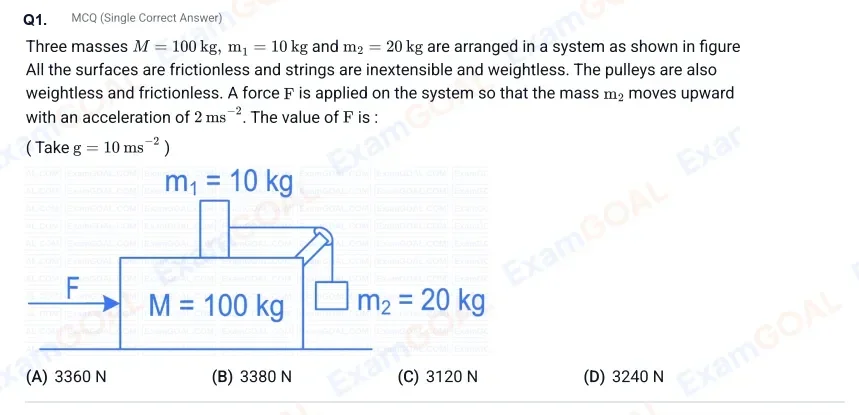 Q1. MCQ (Single Correct Answer)
Three masses M = 100 kg, m₁ = 10 kg and m₂ = 20 kg are arranged in a system as shown in figure
All the surfaces are frictionless and strings are inextensible and weightless. The pulleys are also
weightless and frictionless. A force F is applied on the system so that the mass m₂ moves upward
with an acceleration of 2 ms⁻². The value of F is :
( Take g = 10 ms⁻² )
m₁ = 10 kg
F
M = 100 kg
m₂ = 20 kg
(A) 3360 N (B) 3380 N (C) 3120 N (D) 3240 N
ExamGOAL